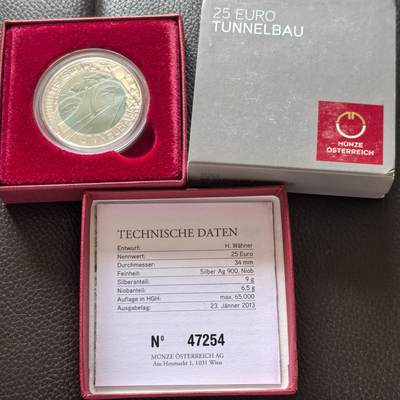 25 EURO
TUNNELBAU
MÜNZE
ÖSTERREICH
TECHNISCHE DATEN
Entwurf: H. Wähner
Nennwert: 25 Euro
Durchmesser: 34 mm
Feinheit: Silber Ag 900, Niob
Silberanteil: 9 g
Niobanteil: 6,5 g
Auflage in HGH: max. 65.000
Ausgabetag: 23. Jänner 2013
Nº 47254
MÜNZE ÖSTERREICH AG
Am Heumarkt 1, 1031 Wien